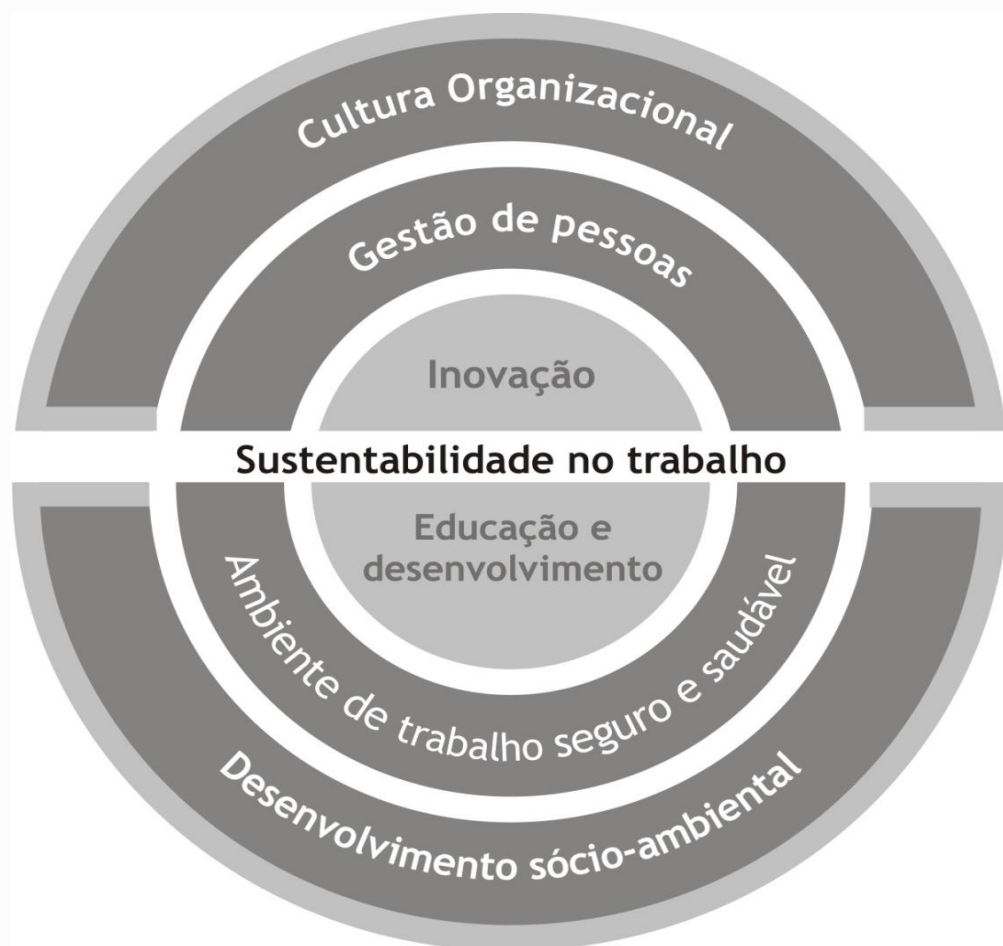 Cultura Organizacional
Gestão de pessoas
Inovação
Sustentabilidade no trabalho
Educação e
desenvolvimento
Ambiente de trabalho seguro e saudável
Desenvolvimento sócio-ambiental